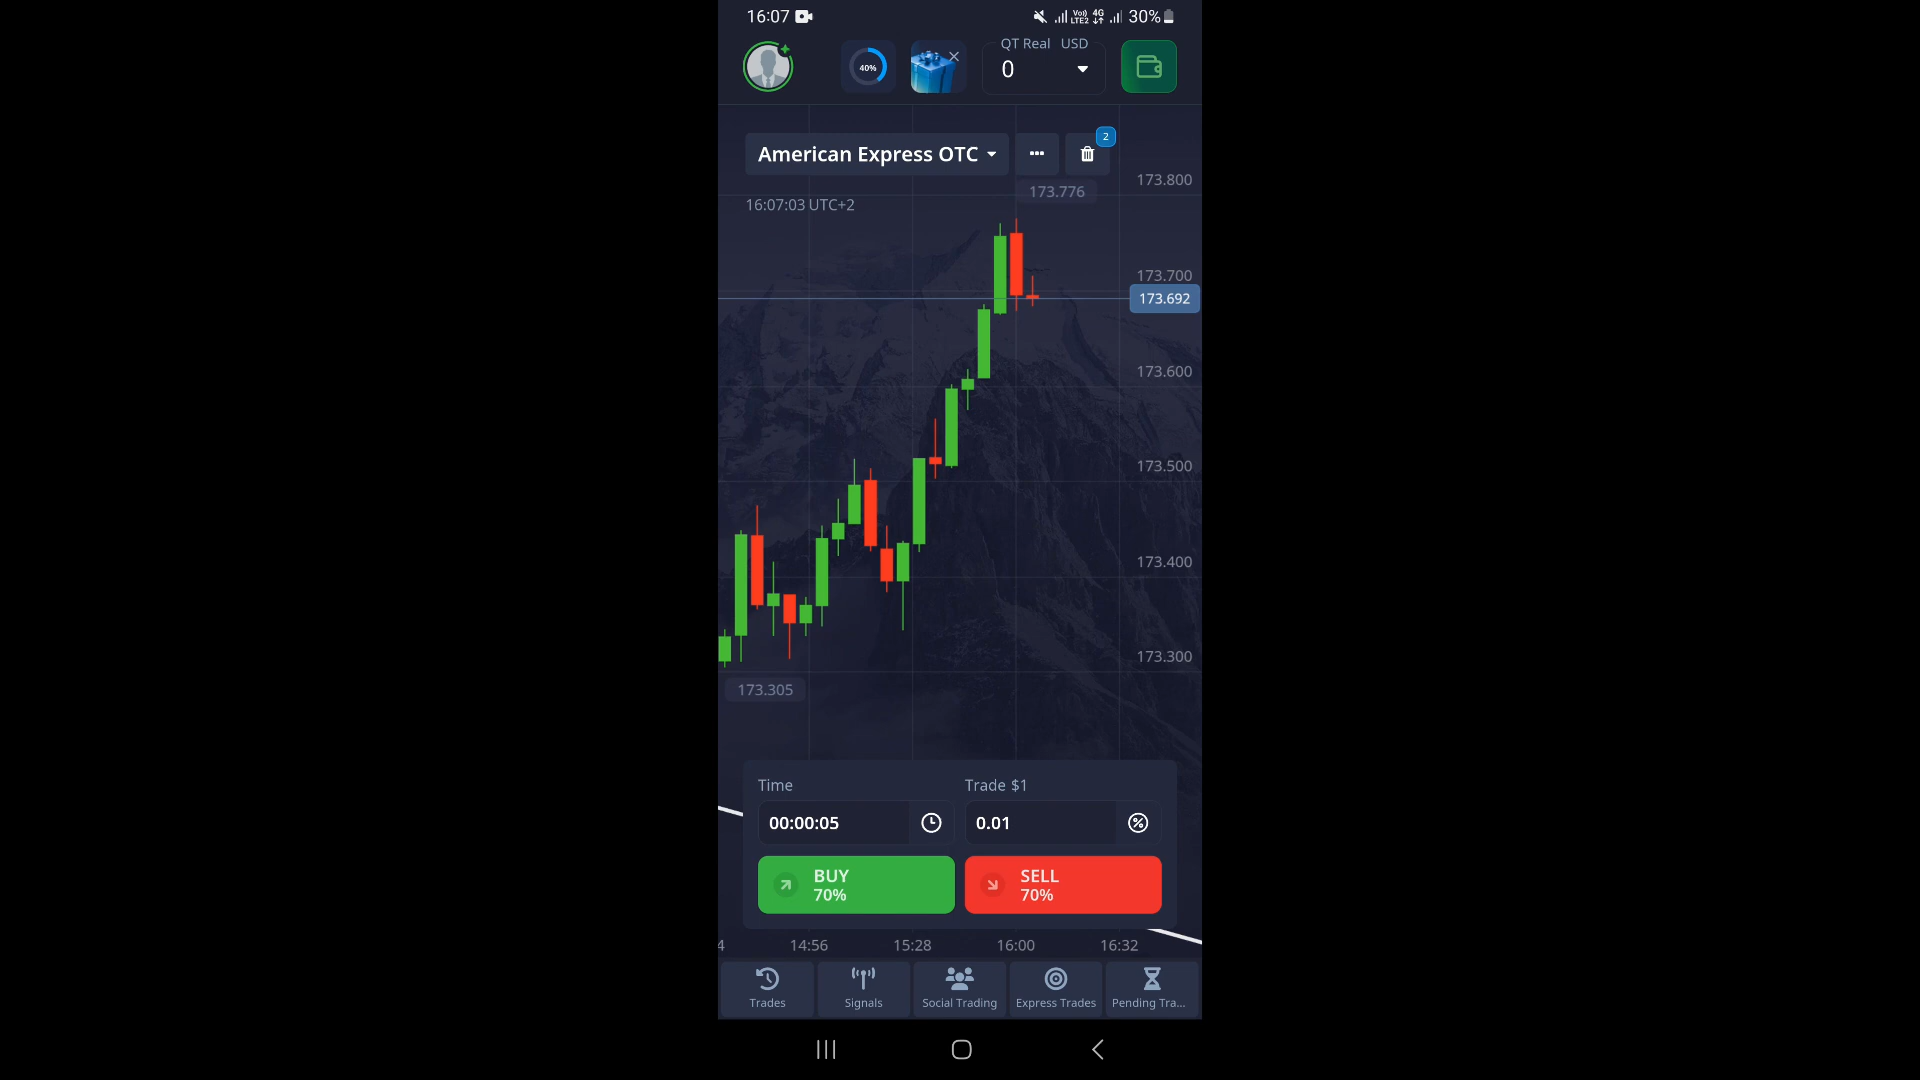 16:07
Vo)) 4G
LTE2
30%
40%
QT Real USD
0
2
American Express OTC
173.776
173.800
16:07:03 UTC+2
173.700
173.692
173.600
173.500
173.400
173.300
173.305
Time
Trade $1
00:00:05
0.01
BUY
70%
SELL
70%
4 14:56 15:28 16:00 16:32
Trades Signals Social Trading Express Trades Pending Tra...